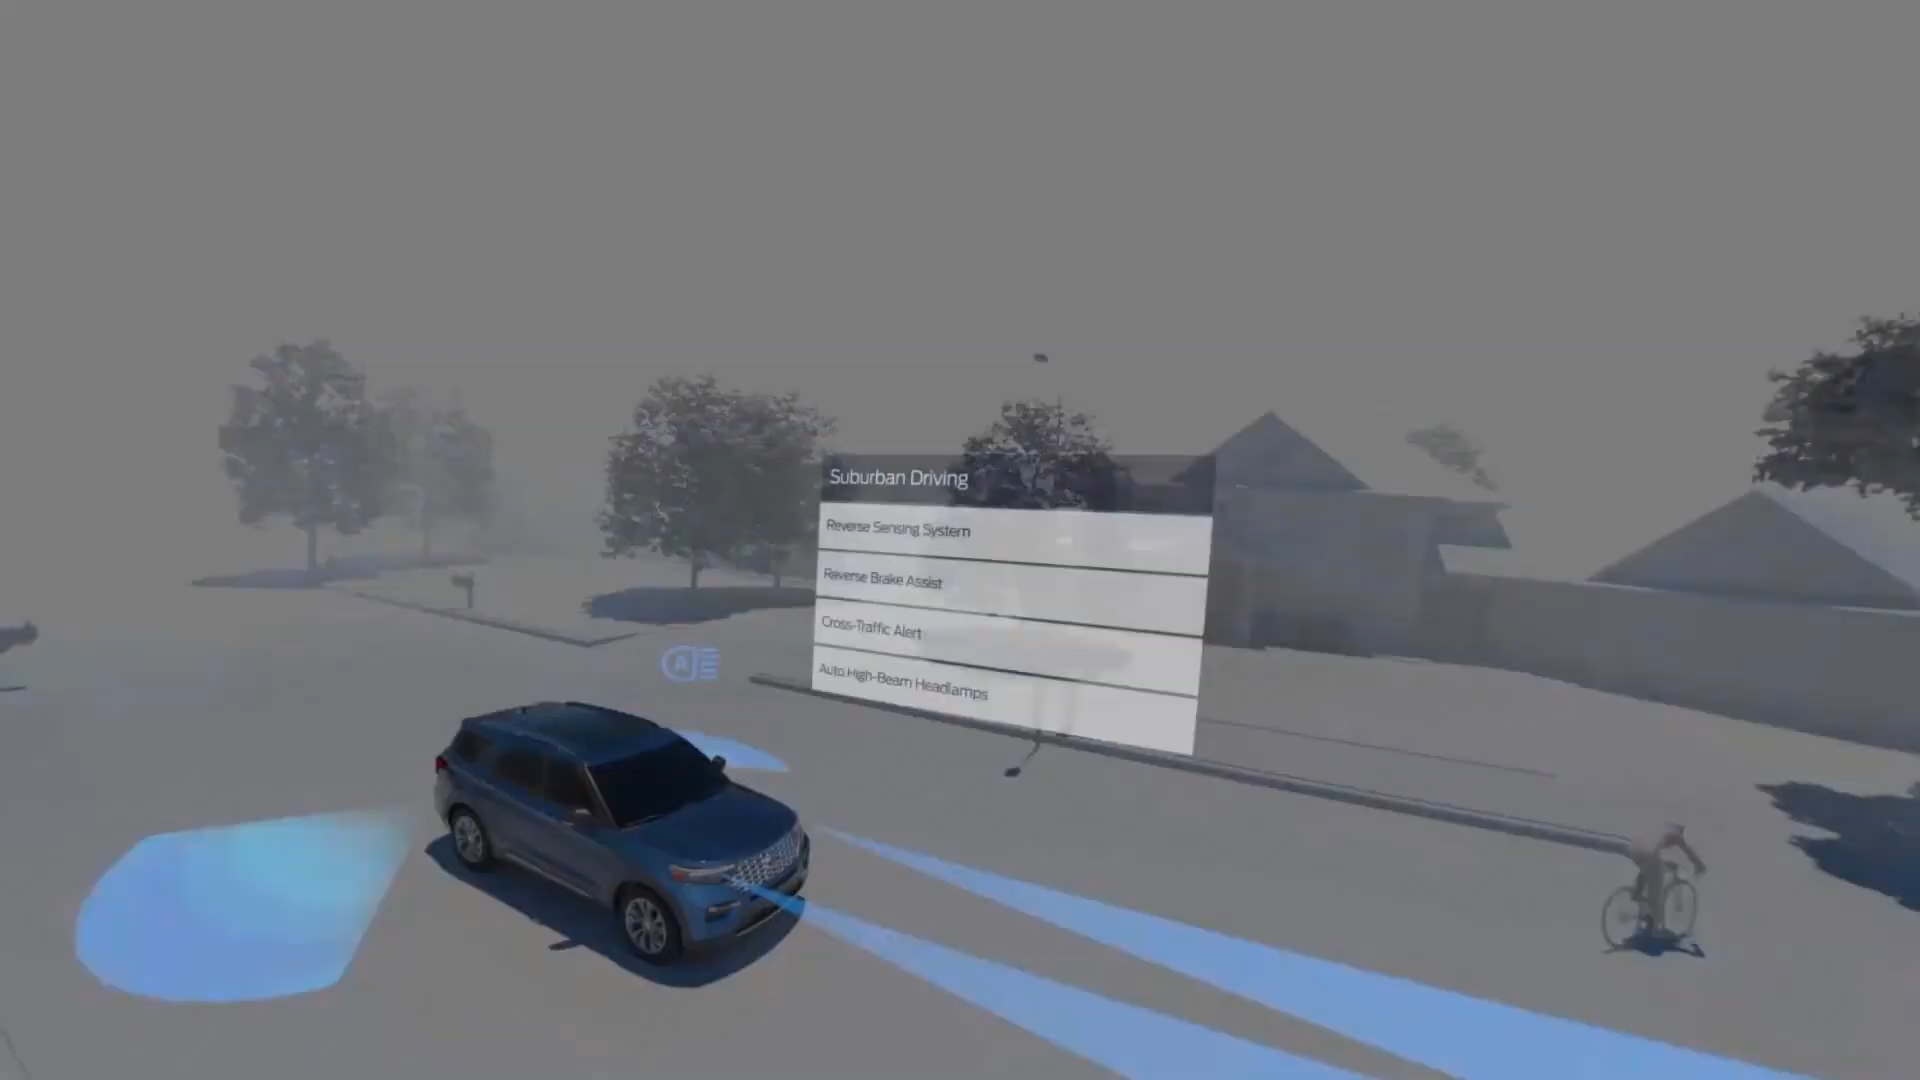 Suburban Driving
Reverse Sensing System
Reverse Brake Assist
Cross-Traffic Alert
Auto High-Beam Headlamps
A